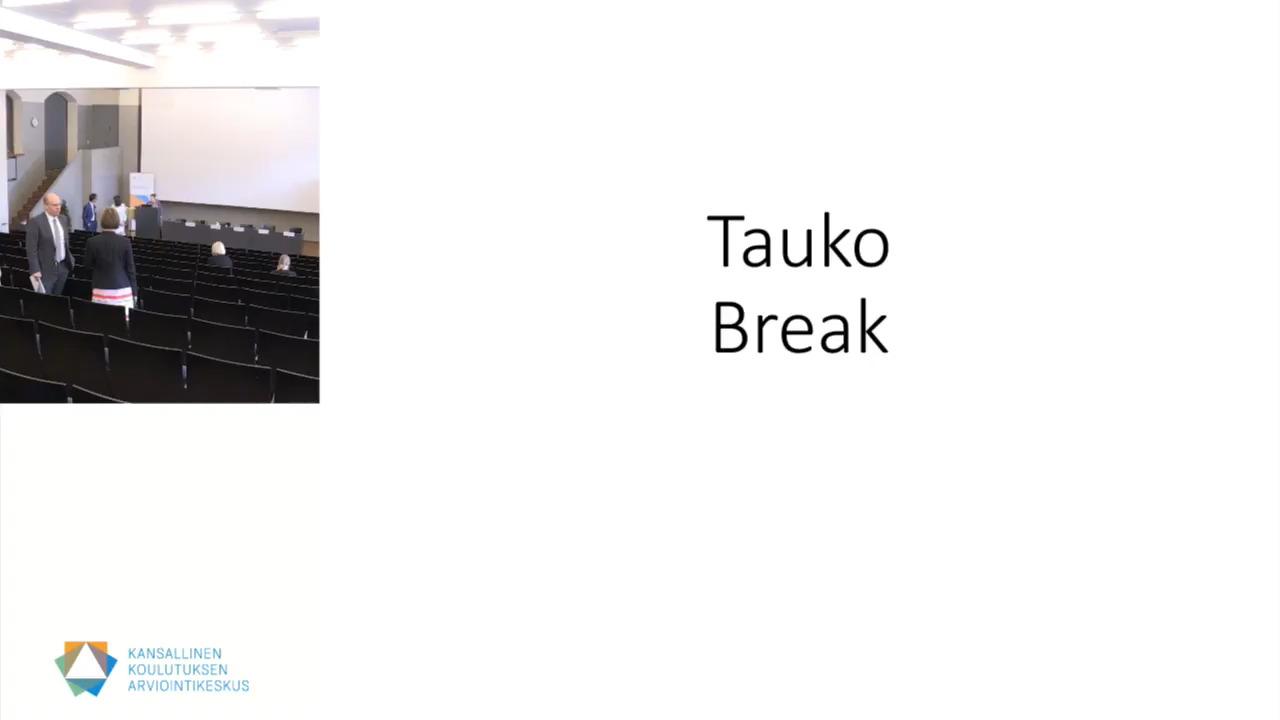 Tauko
Break
KANSALLINEN
KOULUTUKSEN
ARVIOINTIKESKUS